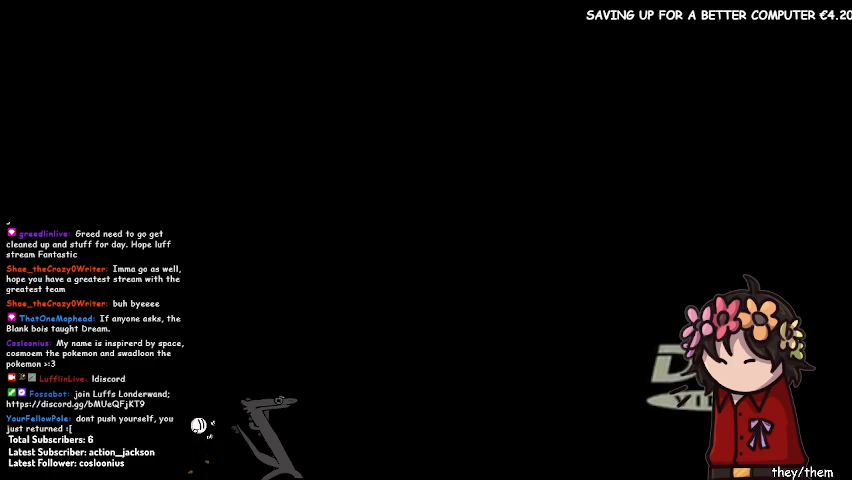 SAVING UP FOR A BETTER COMPUTER €4.20
greedlinlive: Greed need to go get
cleaned up and stuff for day. Hope luff
stream Fantastic
Shae_theCrazy0Writer: Imma go as well,
hope you have a greatest stream with the
greatest team
Shae_theCrazy0Writer: buh byeeee
ThatOneMophead: If anyone asks, the
Blank bois taught Dream.
Cosloonius: My name is inspirerd by space,
cosmoem the pokemon and swadloon the
pokemon >:3
LufflinLive: !discord
Fossabot: join Luffs Londerwand;
https://discord.gg/bMUeQFjKT9
YourFellowPole: dont push yourself, you
just returned :[
Total Subscribers: 6
Latest Subscriber: action_jackson
Latest Follower: cosloonius
they/them